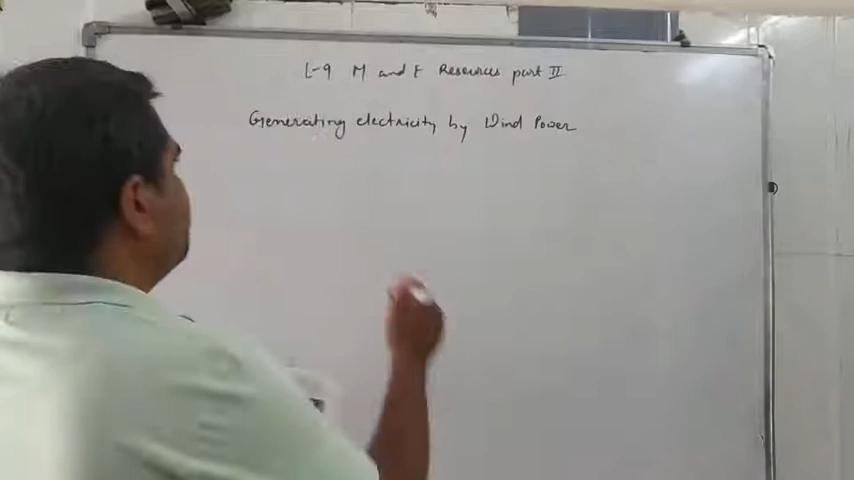 L-9 M and E Resources part II
Generating electricity by Wind Power